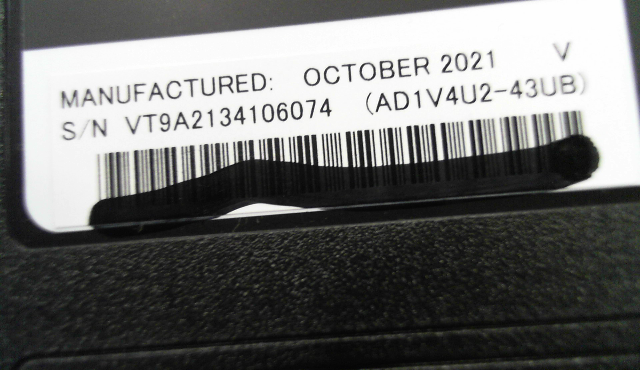 MANUFACTURED: OCTOBER 2021 V
S/N VT9A2134106074 (AD1V4U2-43UB)